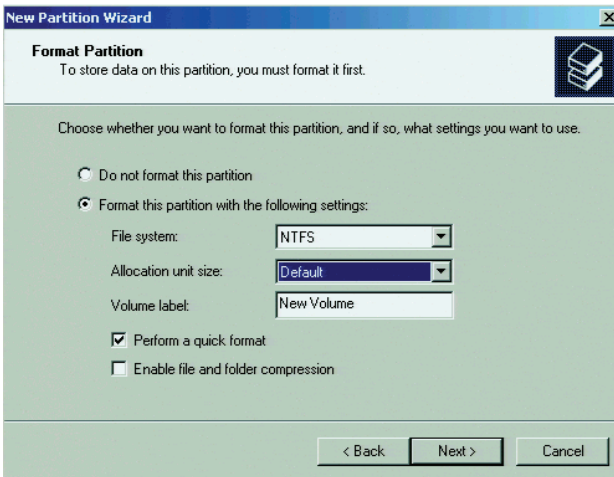 New Partition Wizard
Format Partition
To store data on this partition, you must format it first.
Choose whether you want to format this partition, and if so, what settings you want to use.
Do not format this partition
Format this partition with the following settings:
File system: NTFS
Allocation unit size: Default
Volume label: New Volume
Perform a quick format
Enable file and folder compression
< Back Next > Cancel